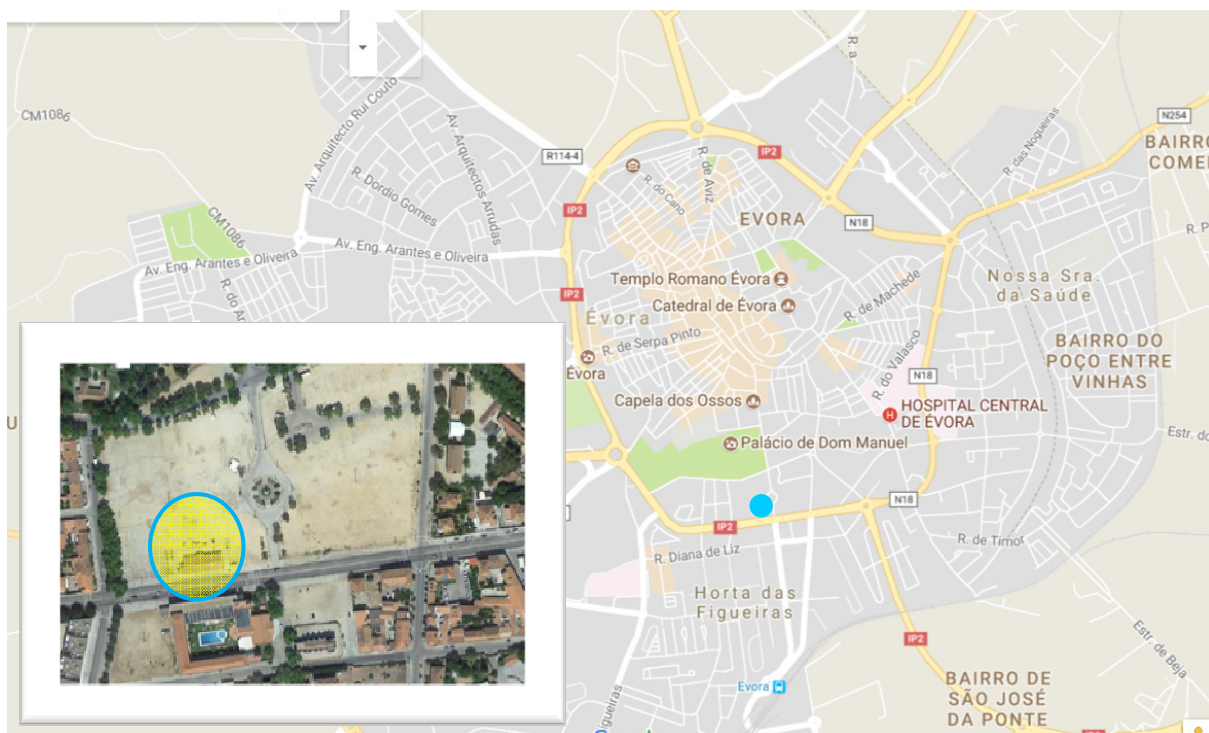 CM1086
Av. Arquitecto Rui Couto
Av. Arquitectos Arrudas
R. Dordio Gomes
CM1086
Av. Eng. Arantes e Oliveira
Av. Eng. Arantes e Oliveira
R114-4
IP2
R. do Cano
R. de Aviz
IP2
R. a
N254
R. das Nogueiras
BAIRRO
COME
EVORA
N18
Nossa Sra.
da Saúde
Templo Romano Évora
Catedral de Évora
R. de Machede
IP2
Évora
R. de Serpa Pinto
Évora
R. do Valasco
N18
BAIRRO DO
POÇO ENTRE
VINHAS
Capela dos Ossos
HOSPITAL CENTRAL
DE ÉVORA
H
Palácio de Dom Manuel
N18
IP2
R. Diana de Liz
R. de Timor
Horta das
Figueiras
IP2
Estr. de Beja
Evora
BAIRRO DE
SÃO JOSÉ
DA PONTE
Figueiras